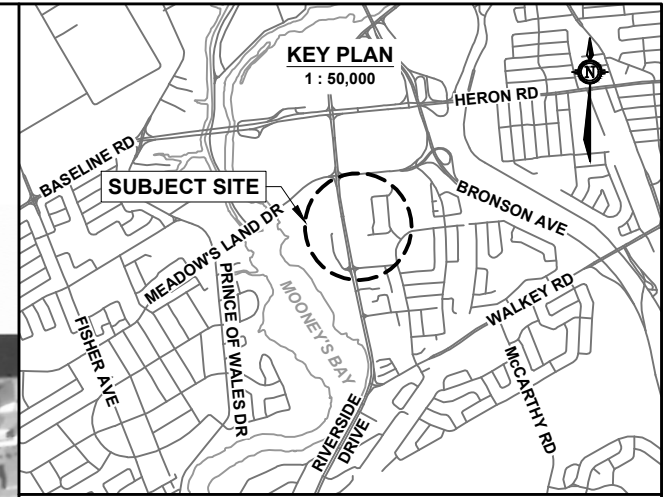 KEY PLAN
1 : 50,000
N
HERON RD
BASELINE RD
SUBJECT SITE
BRONSON AVE
MEADOW'S LAND DR
PRINCE OF WALES DR
MOONEY'S BAY
WALKEY RD
FISHER AVE
McCARTHY RD
RIVERSIDE
DRIVE